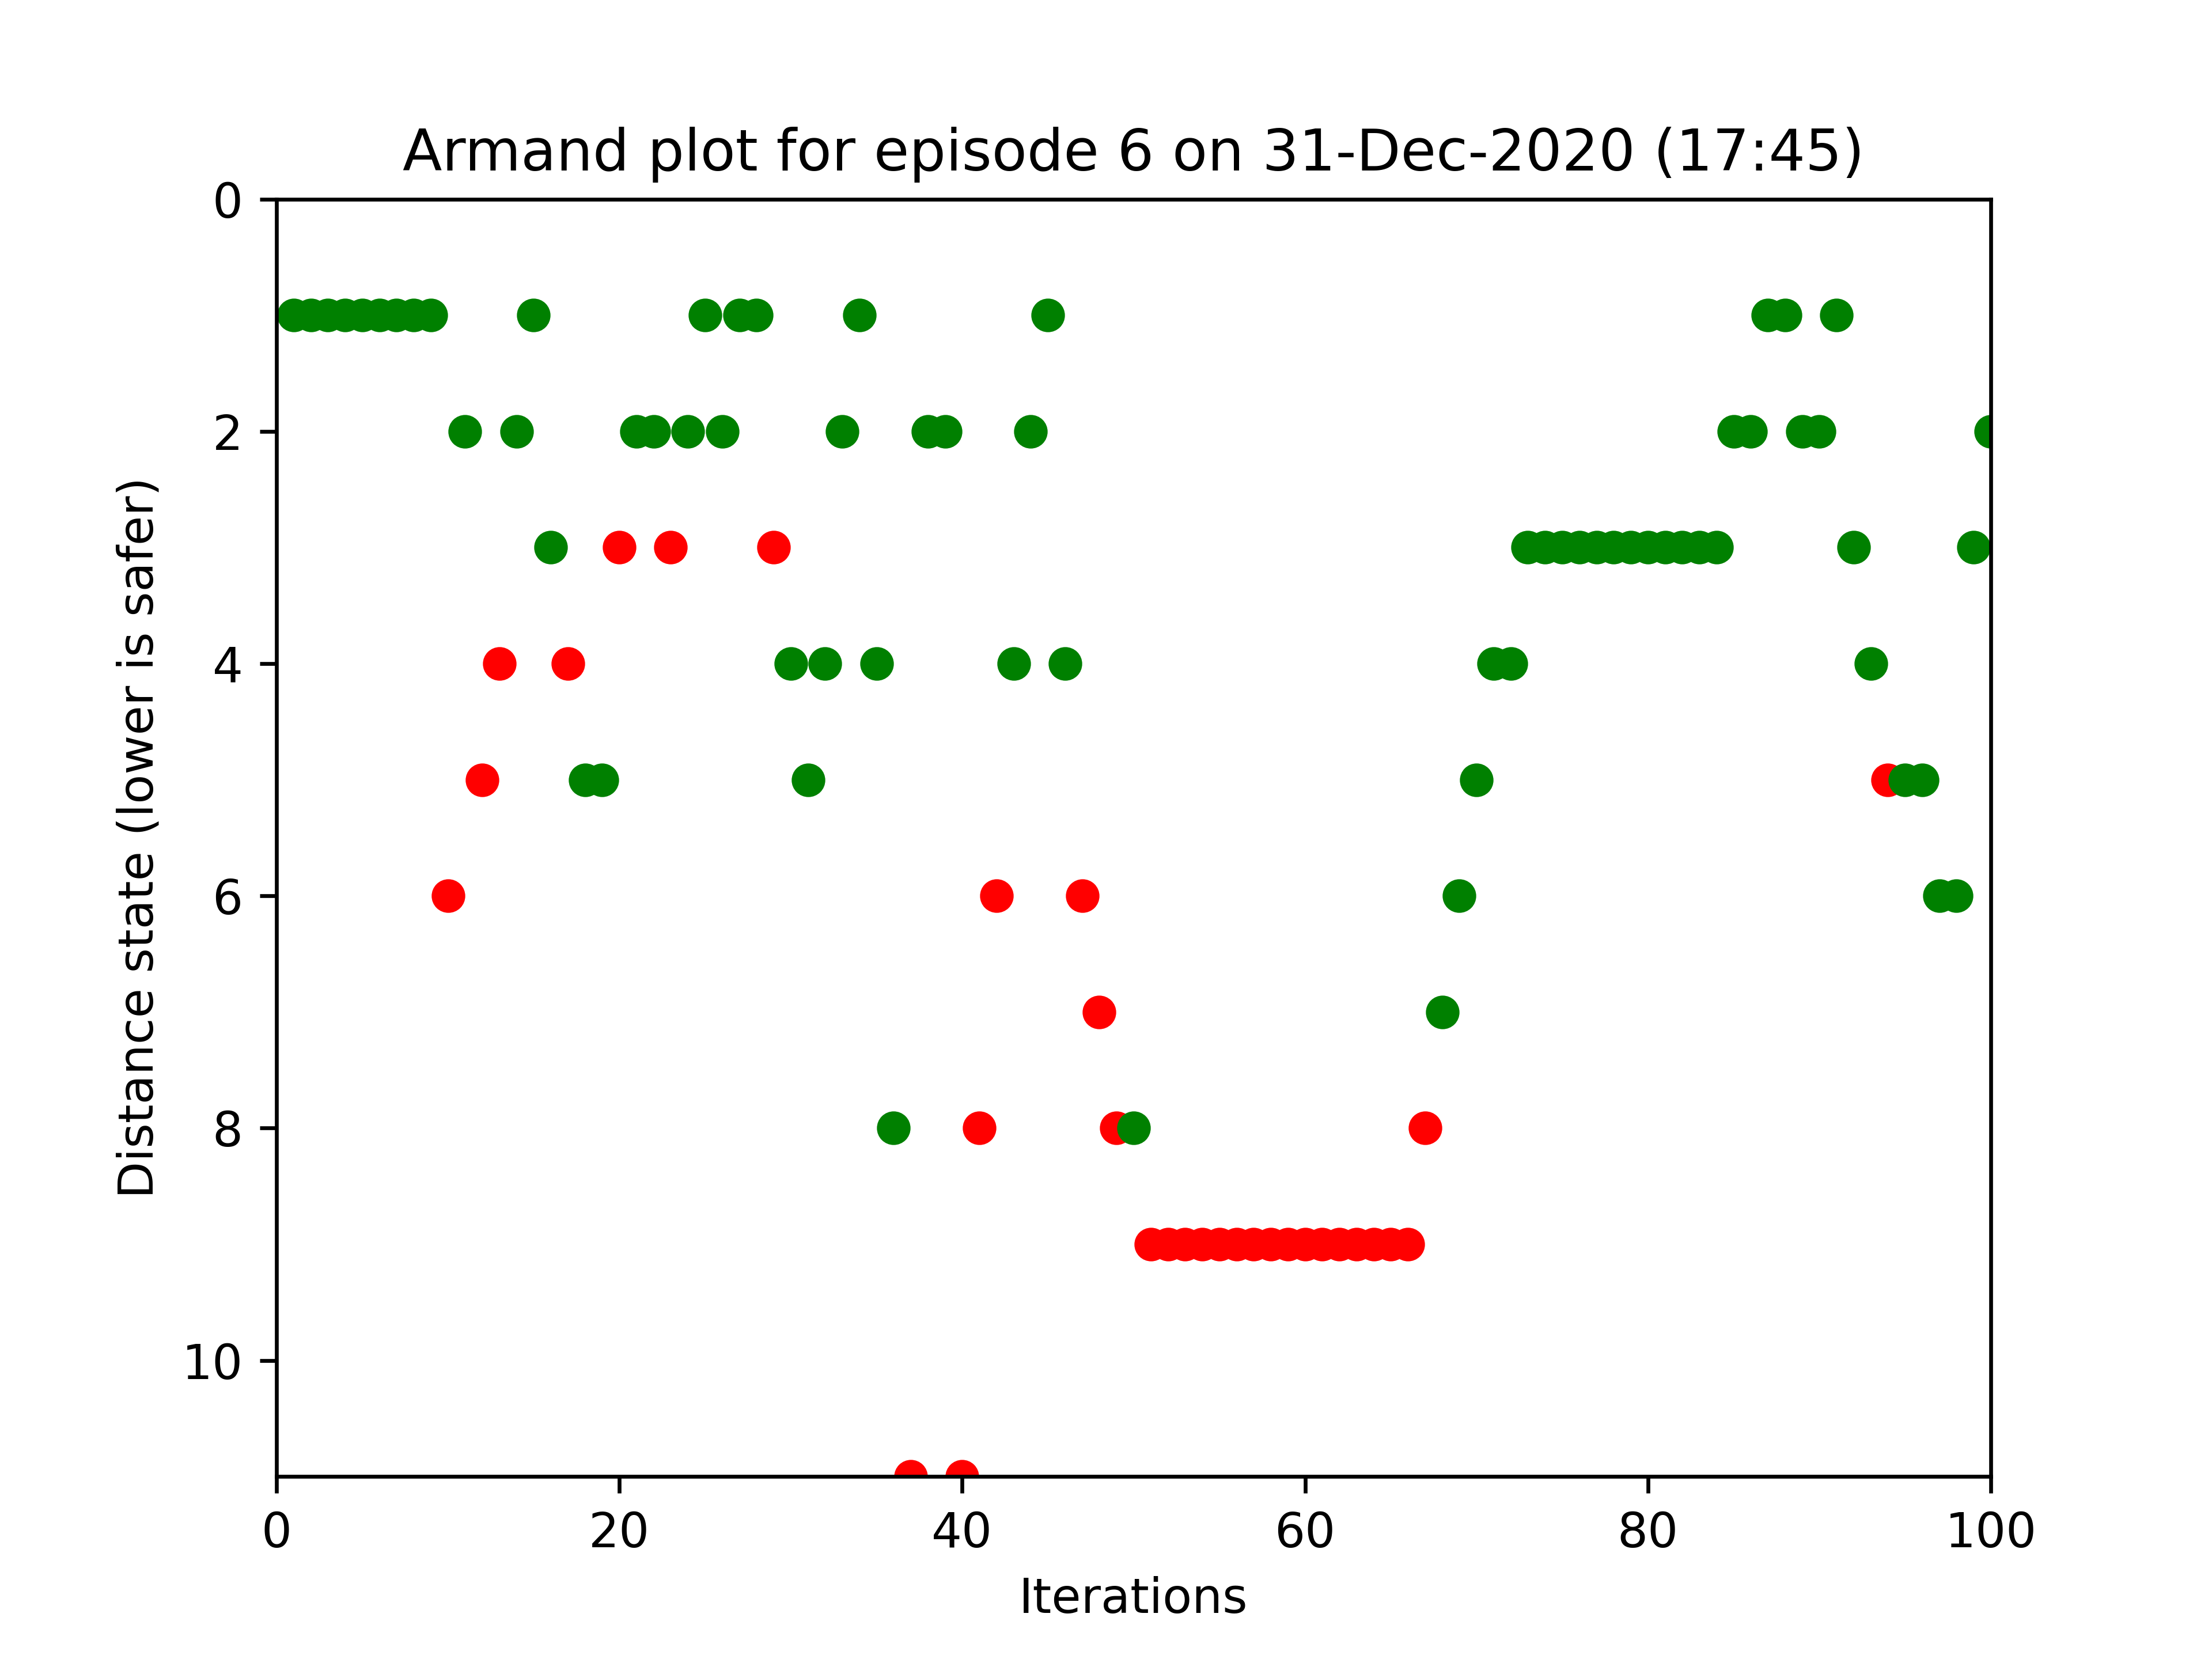 Armand plot for episode 6 on 31-Dec-2020 (17:45)
0
2
4
6
8
10
Distance state (lower is safer)
0 20 40 60 80 100
Iterations